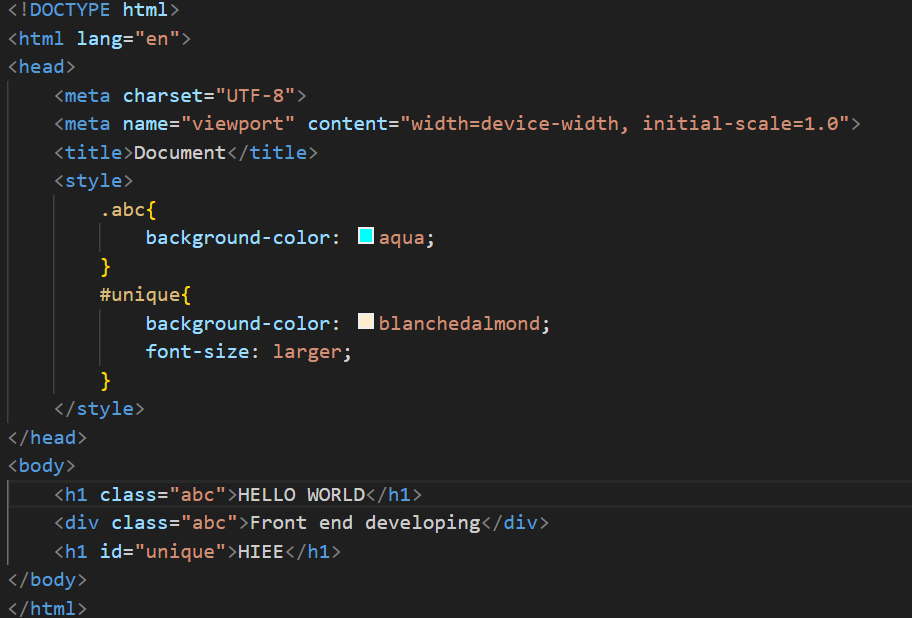 <!DOCTYPE html>
<html lang="en">
<head>
    <meta charset="UTF-8">
    <meta name="viewport" content="width=device-width, initial-scale=1.0">
    <title>Document</title>
    <style>
        .abc{
            background-color: aqua;
        }
        #unique{
            background-color: blanchedalmond;
            font-size: larger;
        }
    </style>
</head>
<body>
    <h1 class="abc">HELLO WORLD</h1>
    <div class="abc">Front end developing</div>
    <h1 id="unique">HIEE</h1>
</body>
</html>